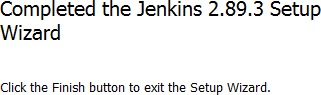 Completed the Jenkins 2.89.3 Setup
Wizard
Click the Finish button to exit the Setup Wizard.